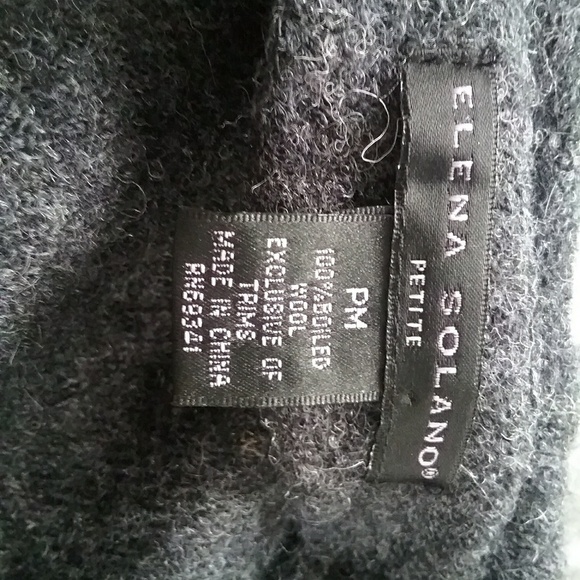 ELENA SOLANO®
PETITE
PM
100%BOILED
WOOL
EXCLUSIVE OF
TRIMS
MADE IN CHINA
RN69341